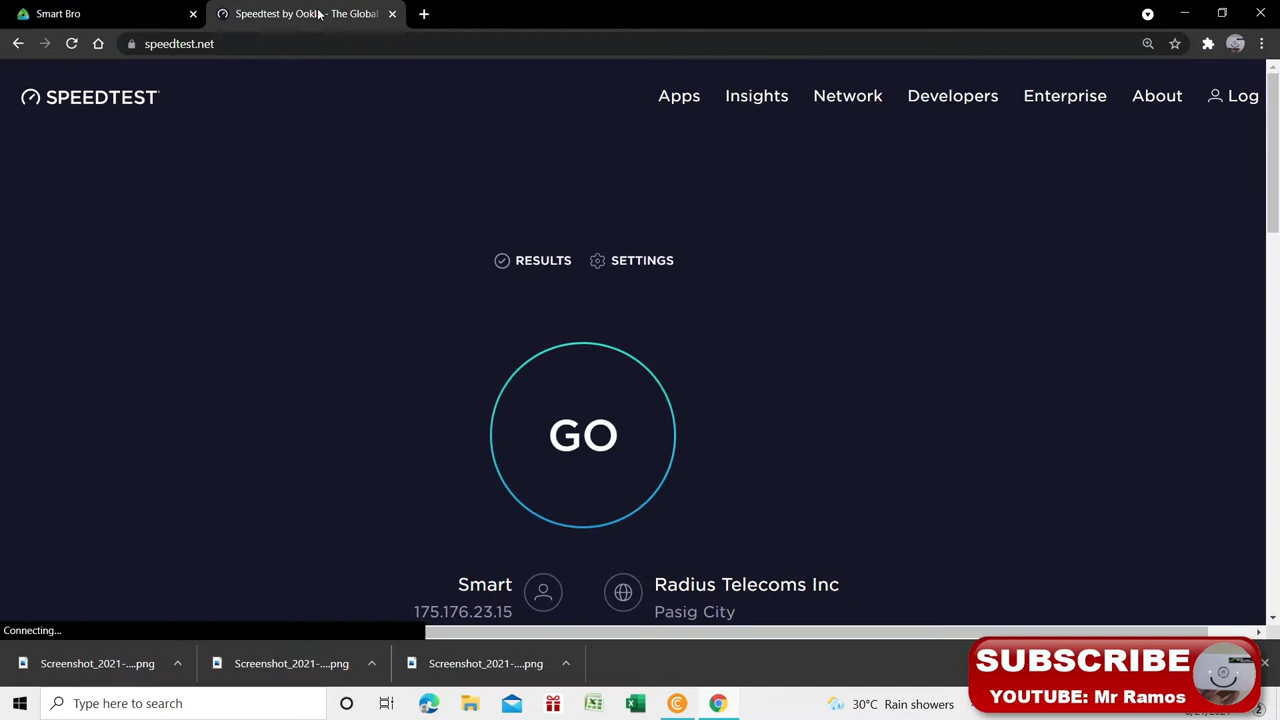 Smart Bro
Speedtest by Ookl - The Global
speedtest.net
SPEEDTEST
Apps
Insights
Network
Developers
Enterprise
About
Log
RESULTS
SETTINGS
GO
Smart
175.176.23.15
Radius Telecoms Inc
Pasig City
Connecting...
Screenshot_2021-....png
Screenshot_2021-....png
Screenshot_2021-....png
SUBSCRIBE
YOUTUBE: Mr Ramos
Type here to search
30°C Rain showers
2